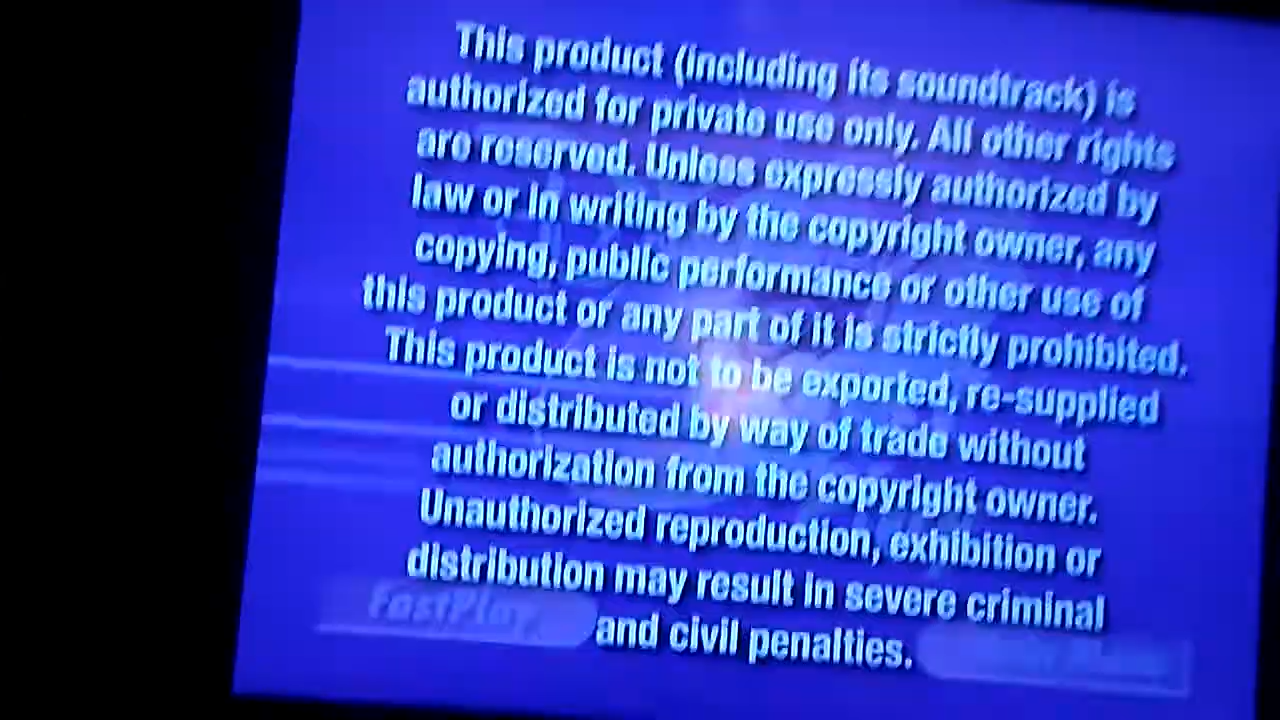 This product (including its soundtrack) is
authorized for private use only. All other rights
are reserved. Unless expressly authorized by
law or in writing by the copyright owner, any
copying, public performance or other use of
this product or any part of it is strictly prohibited.
This product is not to be exported, re-supplied
or distributed by way of trade without
authorization from the copyright owner.
Unauthorized reproduction, exhibition or
distribution may result in severe criminal
and civil penalties.
FastPlay